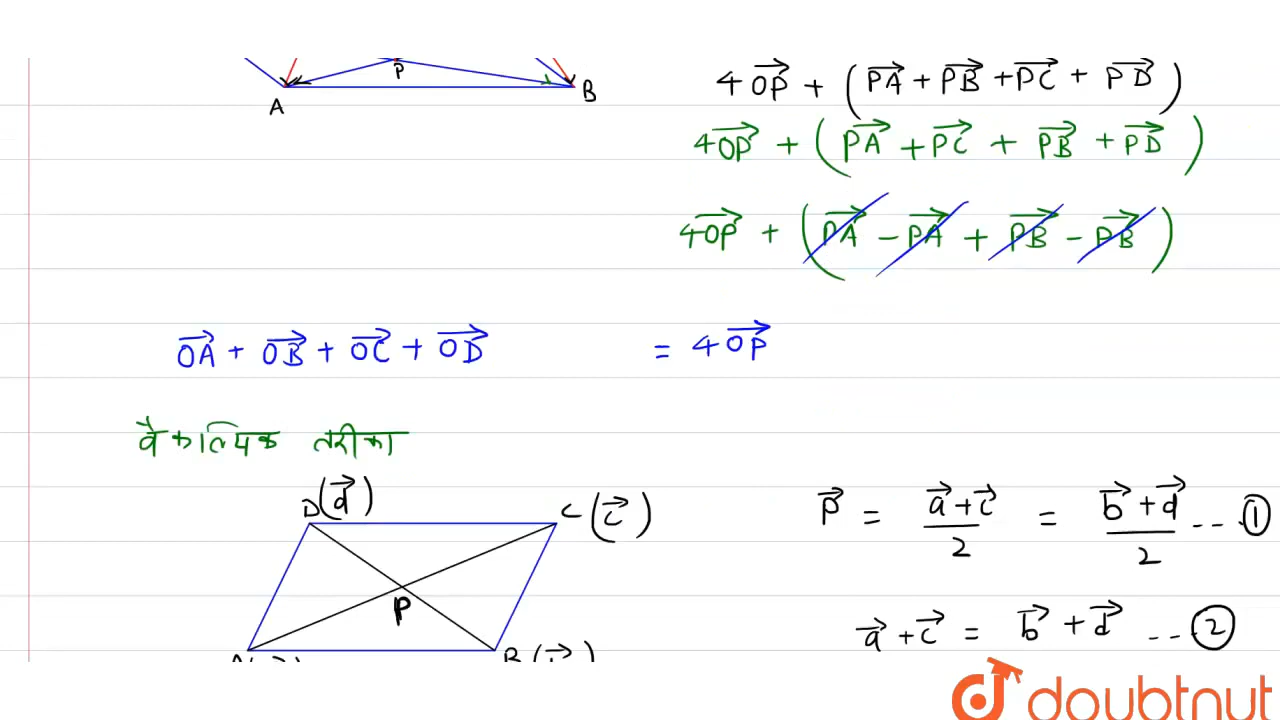 P
A
B
4OP⃗ + (PA⃗ + PB⃗ + PC⃗ + PD⃗)
4OP⃗ + (PA⃗ + PC⃗ + PB⃗ + PD⃗)
4OP⃗ + (PA⃗ - PA⃗ + PB⃗ - PB⃗)
OA⃗ + OB⃗ + OC⃗ + OD⃗ = 4OP⃗
वैकल्पिक तरीका
D(d⃗)
C(c⃗)
P⃗ = (a⃗ + c⃗)/2 = (b⃗ + d⃗)/2 --- ①
P
a⃗ + c⃗ = b⃗ + d⃗ --- ②
doubtnut